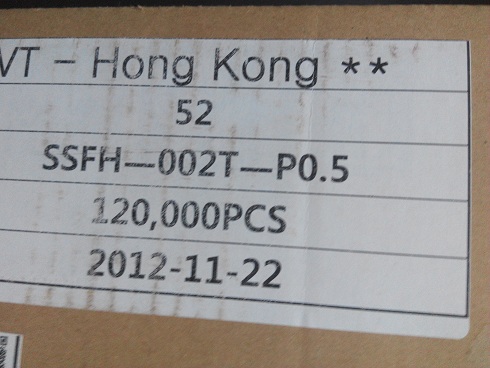 VT - Hong Kong **
52
SSFH—002T—P0.5
120,000PCS
2012-11-22